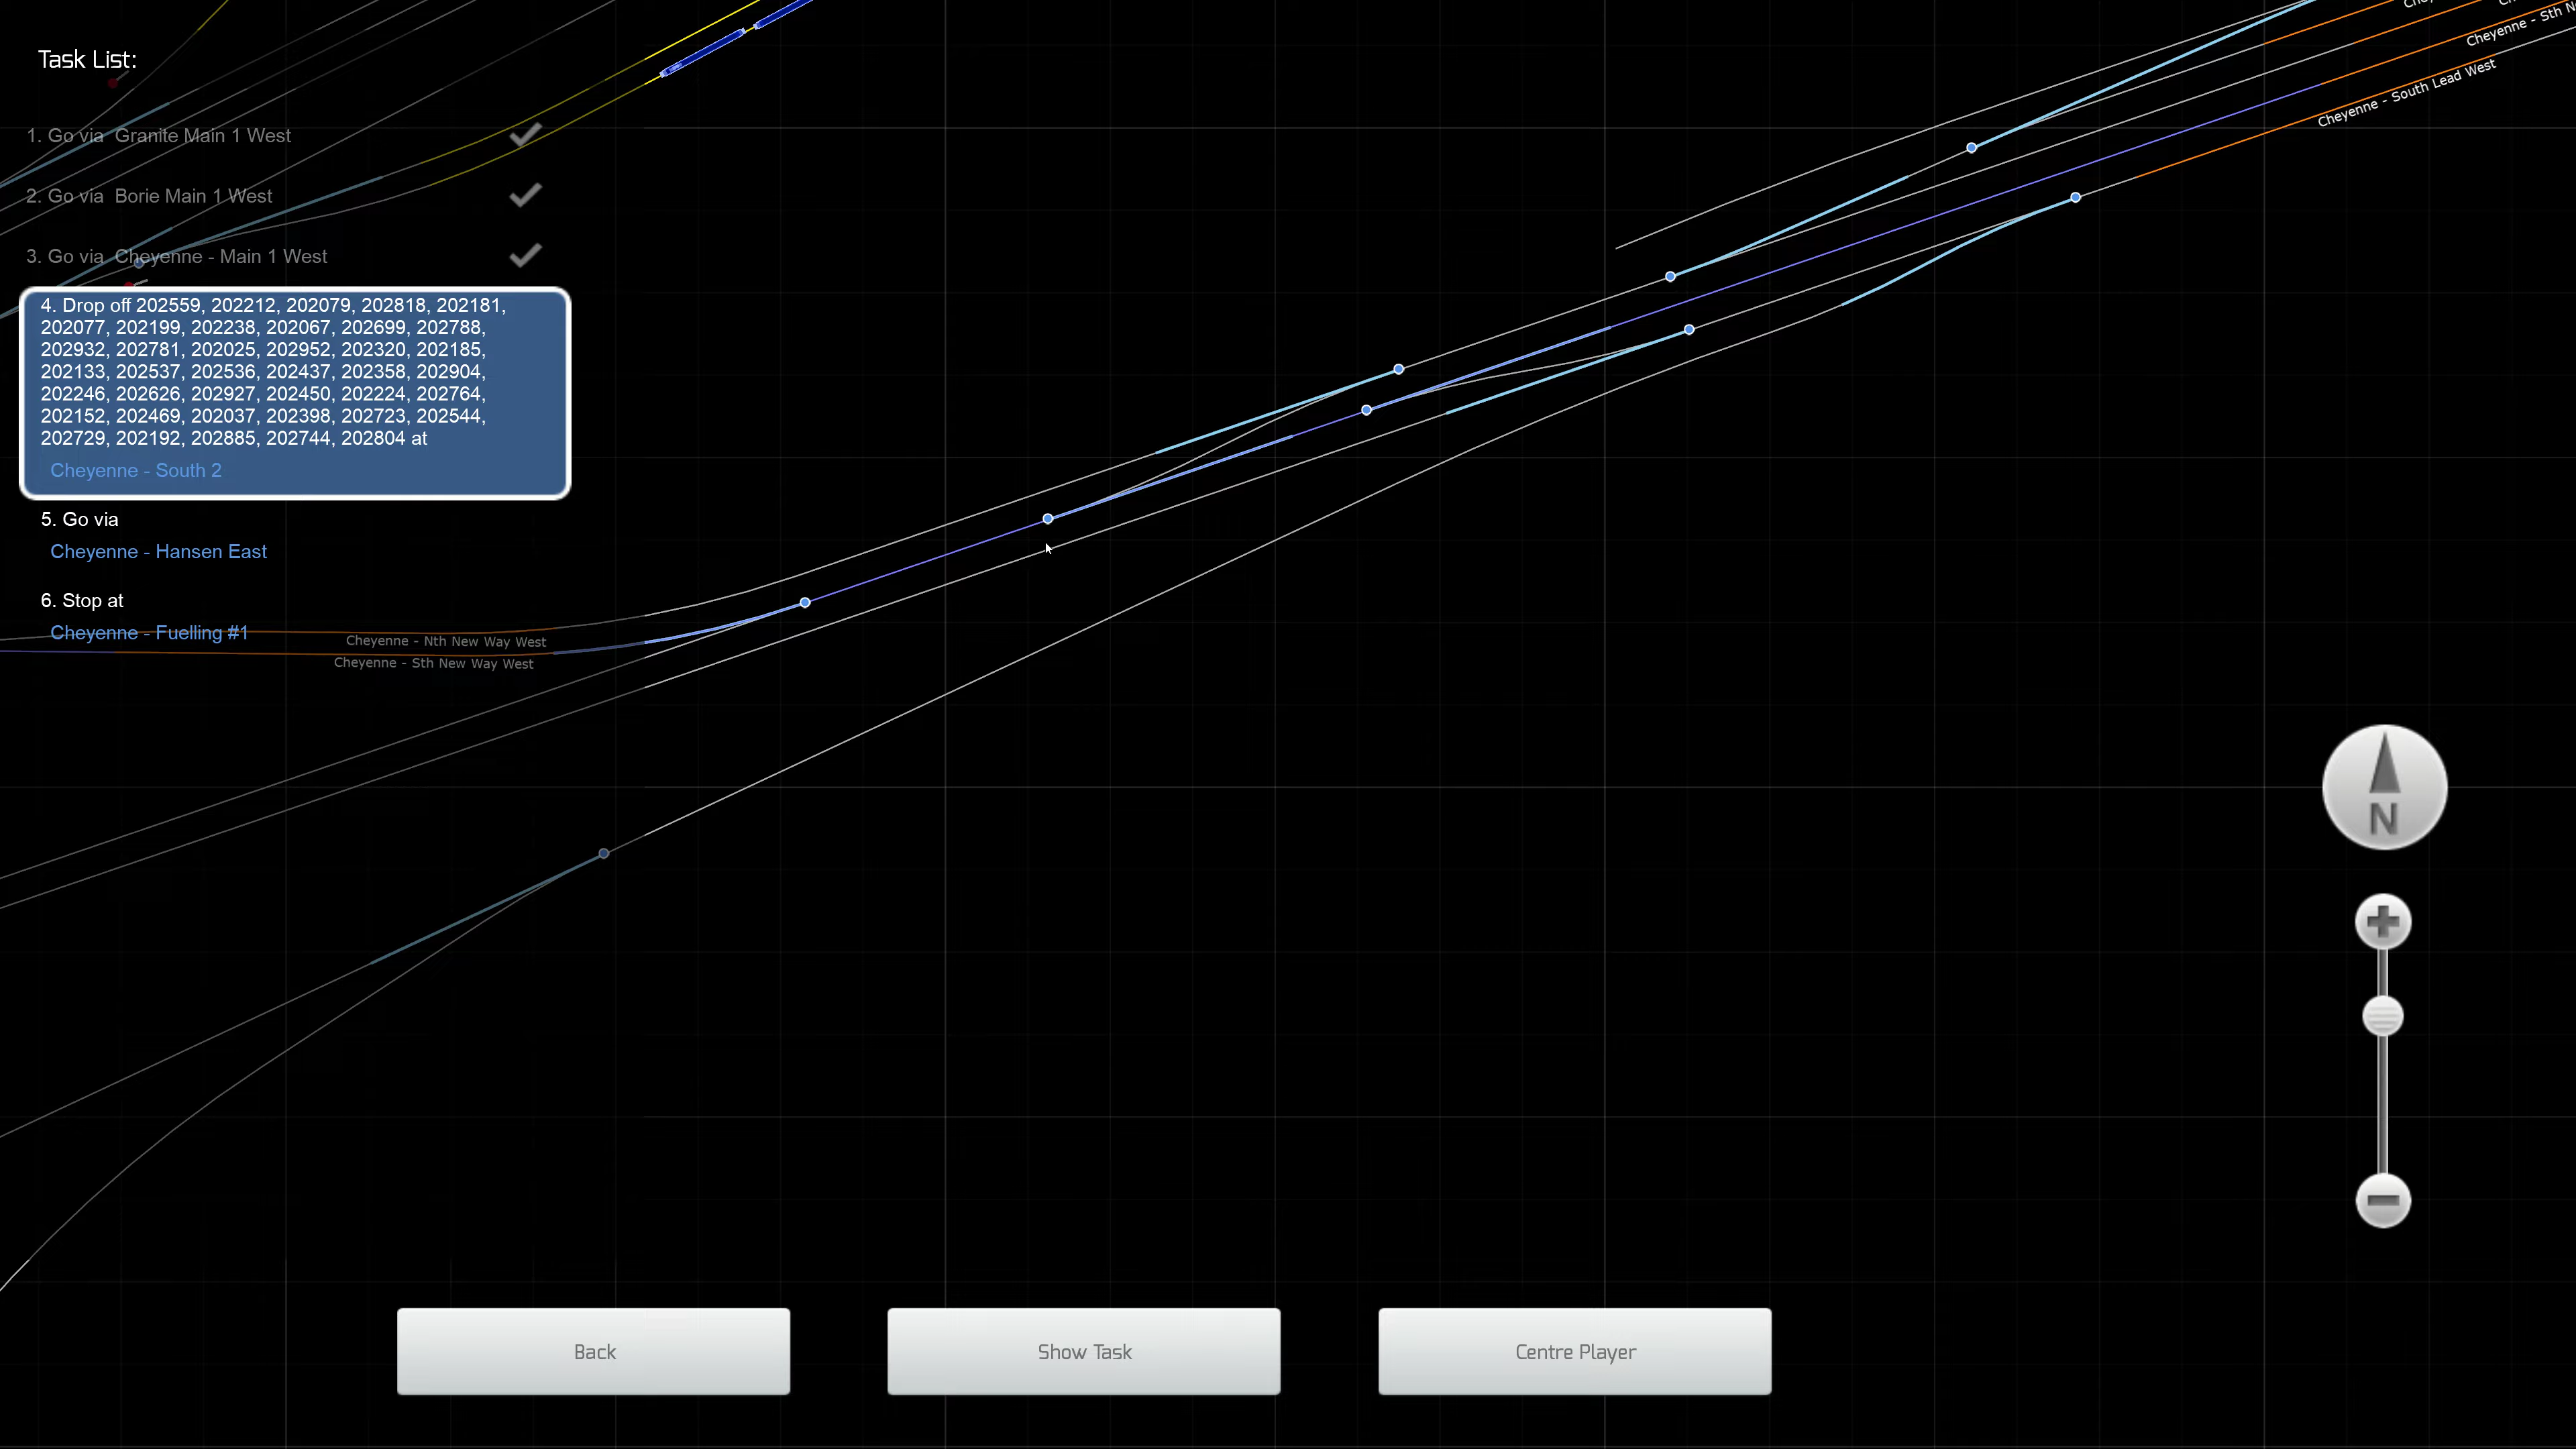 Task List:
1. Go via  Granite Main 1 West
2. Go via  Borie Main 1 West
3. Go via  Cheyenne - Main 1 West
4. Drop off 202559, 202212, 202079, 202818, 202181,
202077, 202199, 202238, 202067, 202699, 202788,
202932, 202781, 202025, 202952, 202320, 202185,
202133, 202537, 202536, 202437, 202358, 202904,
202246, 202626, 202927, 202450, 202224, 202764,
202152, 202469, 202037, 202398, 202723, 202544,
202729, 202192, 202885, 202744, 202804 at
Cheyenne - South 2
5. Go via
Cheyenne - Hansen East
6. Stop at
Cheyenne - Fuelling #1
Cheyenne - Nth New Way West
Cheyenne - Sth New Way West
Cheyenne - Sth
Cheyenne - South Lead West
N
Back
Show Task
Centre Player